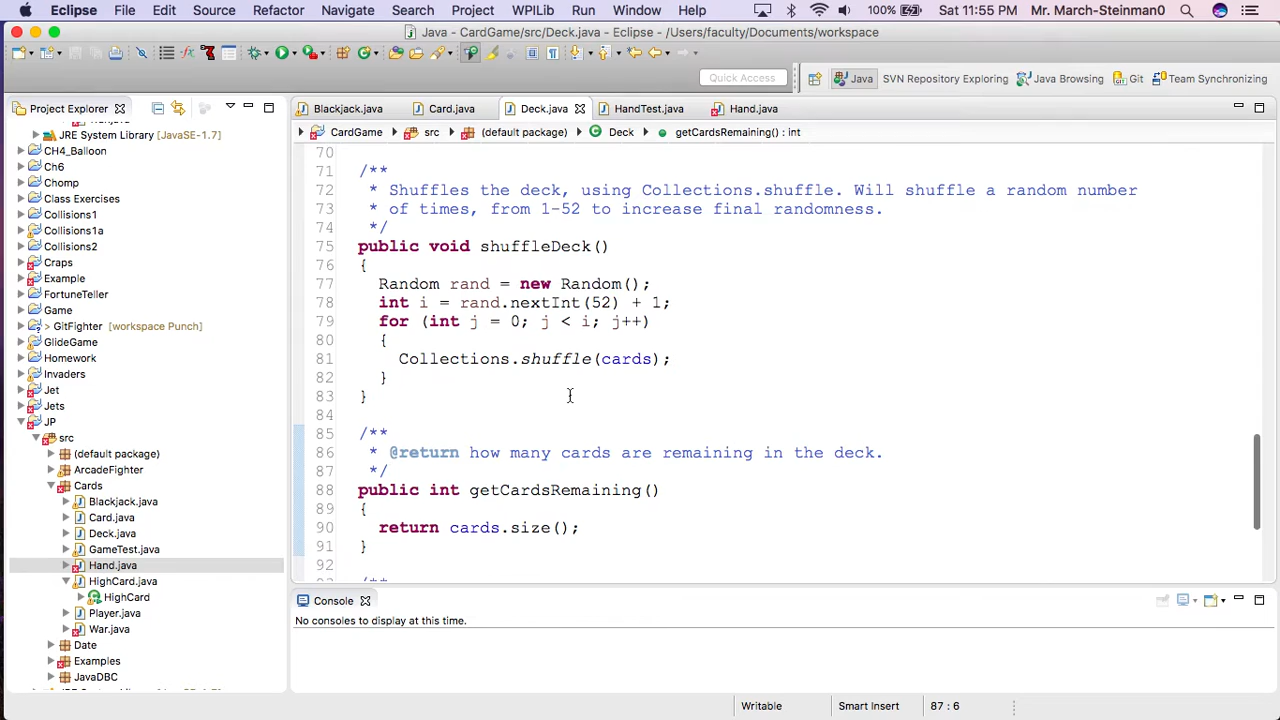 Eclipse File Edit Source Refactor Navigate Search Project WPILib Run Window Help 100% Sat 11:55 PM Mr. March-Steinman0
Java - CardGame/src/Deck.java - Eclipse - /Users/faculty/Documents/workspace
Quick Access Java SVN Repository Exploring Java Browsing Git Team Synchronizing
Project Explorer
JRE System Library [JavaSE-1.7]
CH4_Balloon
Ch6
Chomp
Class Exercises
Collisions1
Collisions1a
Collisions2
Craps
Example
FortuneTeller
Game
> GitFighter [workspace Punch]
GlideGame
Homework
Invaders
Jet
Jets
JP
src
(default package)
ArcadeFighter
Cards
Blackjack.java
Card.java
Deck.java
GameTest.java
Hand.java
HighCard.java
HighCard
Player.java
War.java
Date
Examples
JavaDBC
Blackjack.java Card.java Deck.java HandTest.java Hand.java
CardGame src (default package) Deck getCardsRemaining() : int
70
71 /**
72 * Shuffles the deck, using Collections.shuffle. Will shuffle a random number
73 * of times, from 1-52 to increase final randomness.
74 */
75 public void shuffleDeck()
76 {
77 Random rand = new Random();
78 int i = rand.nextInt(52) + 1;
79 for (int j = 0; j < i; j++)
80 {
81 Collections.shuffle(cards);
82 }
83 }
84
85 /**
86 * @return how many cards are remaining in the deck.
87 */
88 public int getCardsRemaining()
89 {
90 return cards.size();
91 }
92
/**
Console
No consoles to display at this time.
Writable Smart Insert 87 : 6